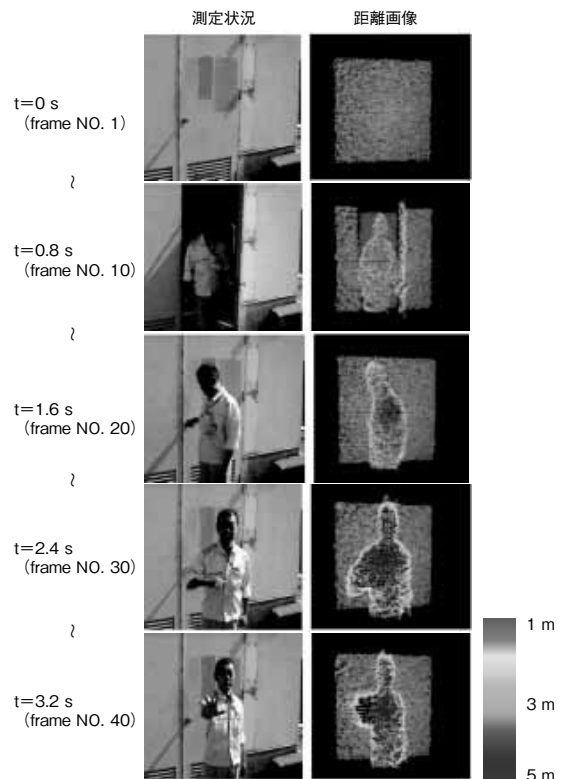 測定状況
距離画像
t=0 s
（frame NO. 1）
~
t=0.8 s
（frame NO. 10）
~
t=1.6 s
（frame NO. 20）
~
t=2.4 s
（frame NO. 30）
~
t=3.2 s
（frame NO. 40）
1 m
3 m
5 m